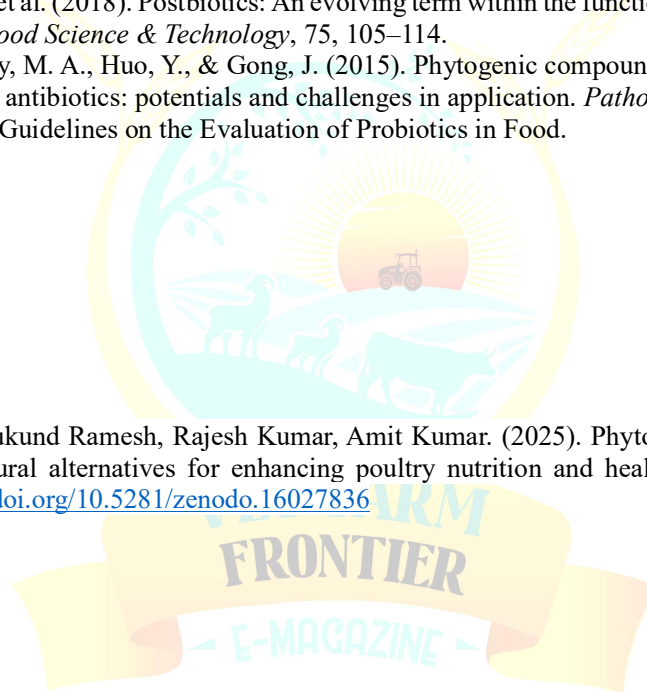 et al. (2018). Postbiotics: An evolving term within the functi
ood Science & Technology, 75, 105–114.
y, M. A., Huo, Y., & Gong, J. (2015). Phytogenic compoun
antibiotics: potentials and challenges in application. Patho
Guidelines on the Evaluation of Probiotics in Food.
ukund Ramesh, Rajesh Kumar, Amit Kumar. (2025). Phyto
ural alternatives for enhancing poultry nutrition and heal
doi.org/10.5281/zenodo.16027836
FRONTIER
E-MAGAZINE